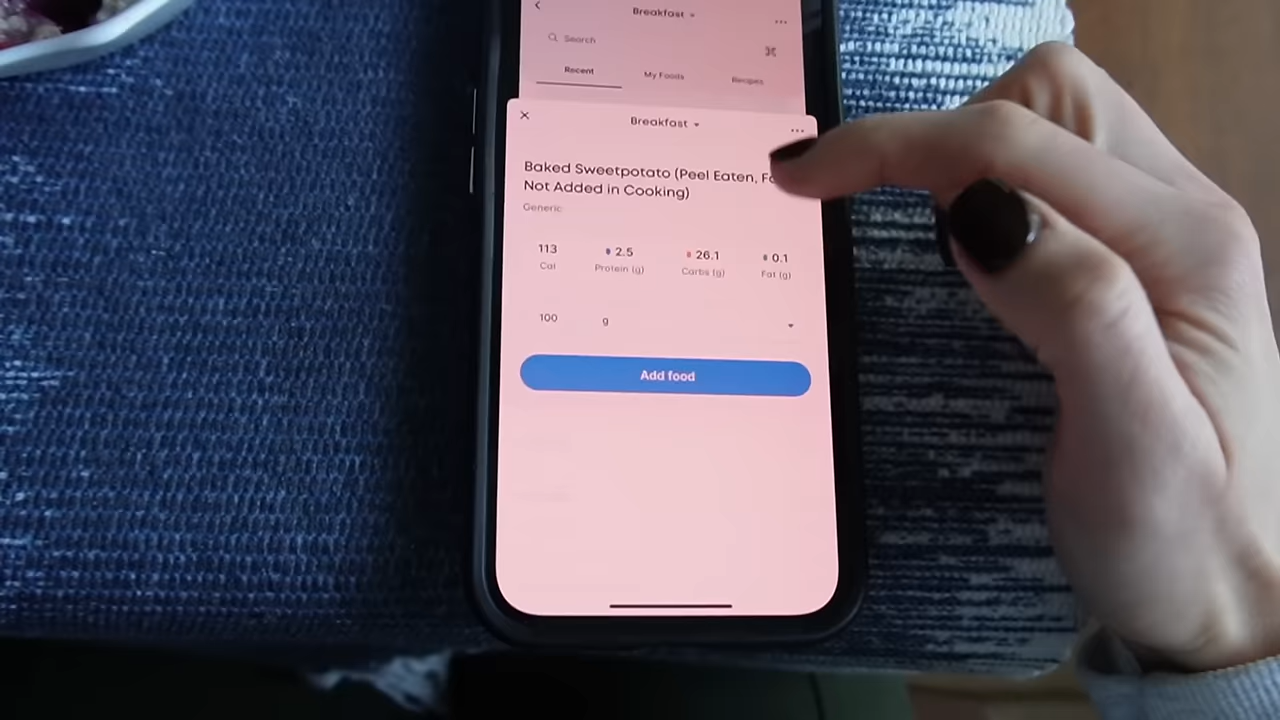 Breakfast
Search
Recent My Foods Recipes
Breakfast
Baked Sweetpotato (Peel Eaten,
Not Added in Cooking)
Generic
113 2.5 26.1 0.1
Cal Protein (g) Carbs (g) Fat (g)
100 g
Add food